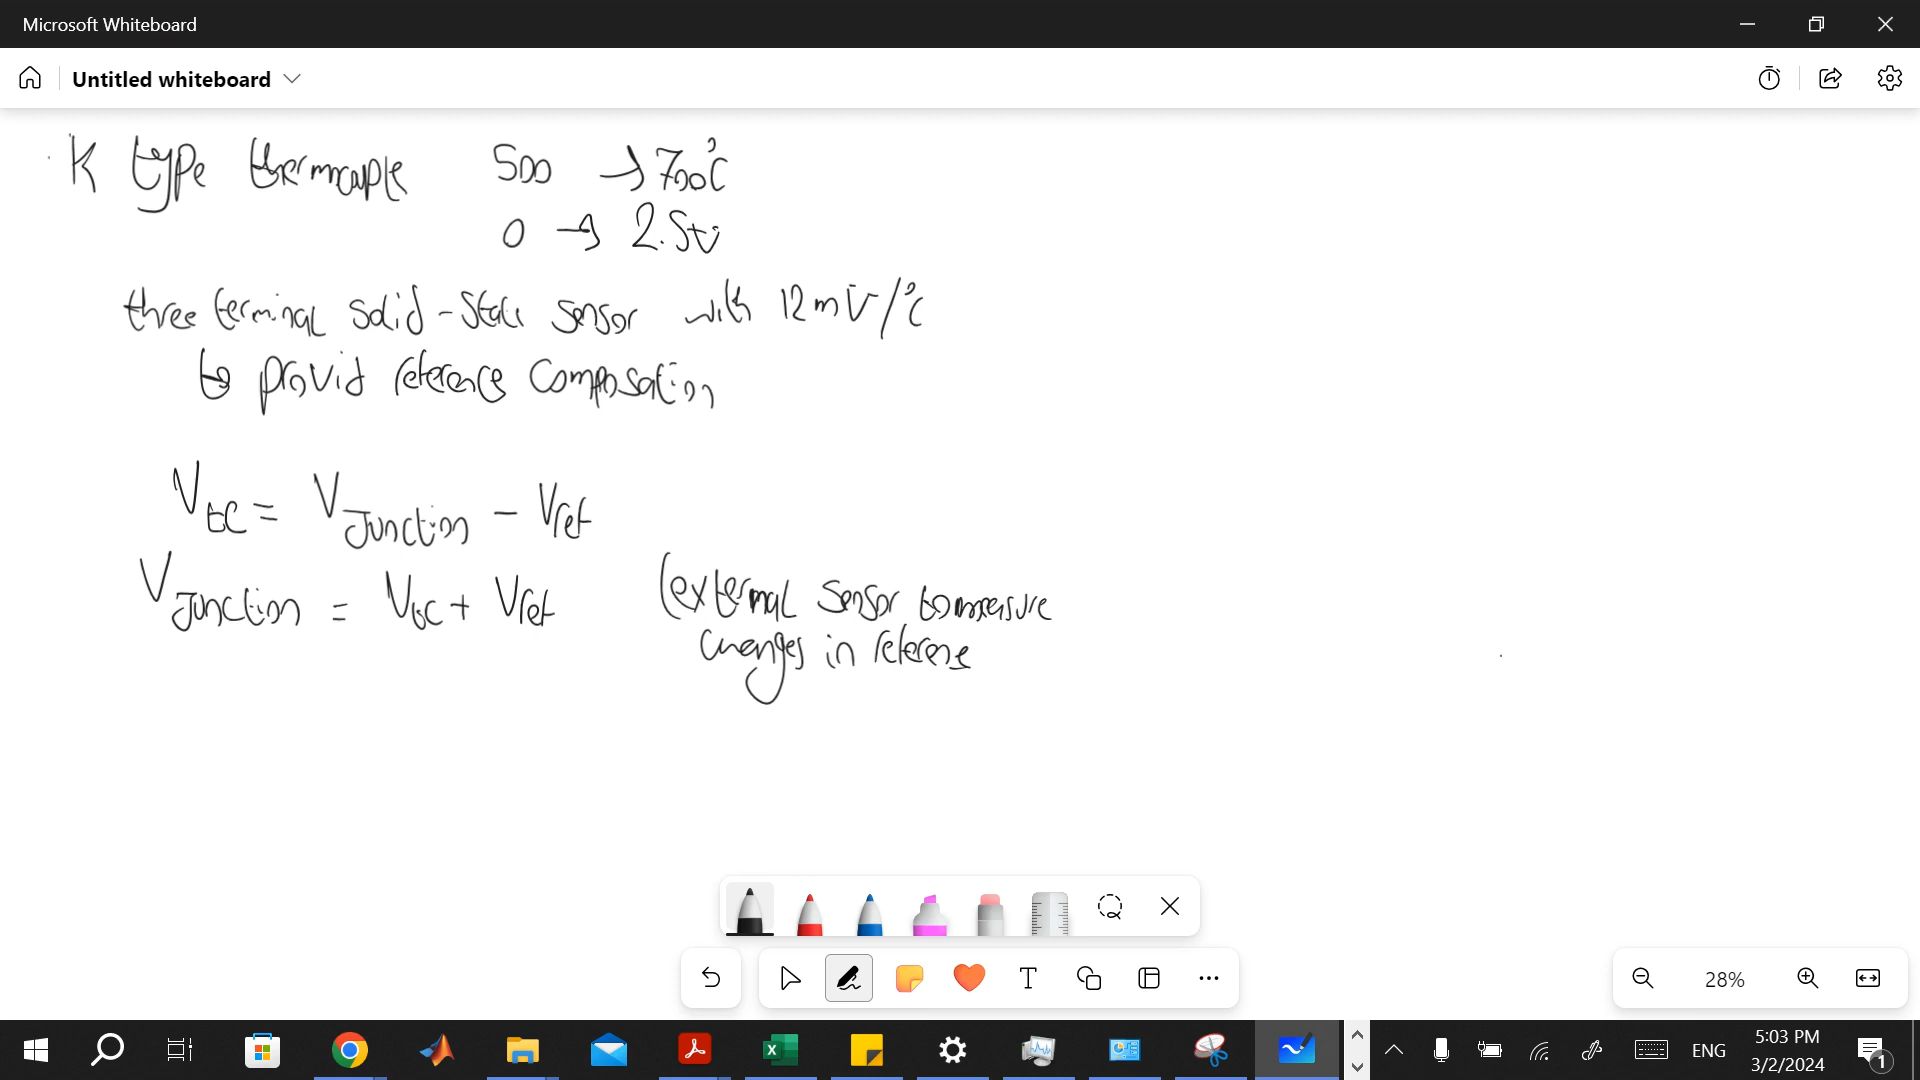 Microsoft Whiteboard
Untitled whiteboard
K type thermocouple 500 → 700°C
0 → 2.5v
three terminal solid-state sensor with 12mV/°C
to provid reference Composation
Vtc = VJunction - Vref
VJunction = Vtc + Vref (external sensor to measure
changes in reference
T
28%
ENG
5:03 PM
3/2/2024
1